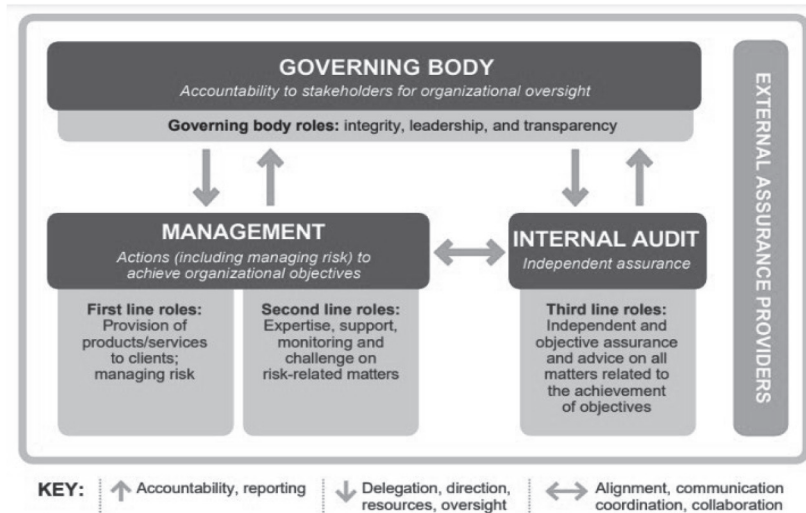 GOVERNING BODY
Accountability to stakeholders for organizational oversight
Governing body roles: integrity, leadership, and transparency
MANAGEMENT
Actions (including managing risk) to
achieve organizational objectives
First line roles:
Provision of
products/services
to clients;
managing risk
Second line roles:
Expertise, support,
monitoring and
challenge on
risk-related matters
INTERNAL AUDIT
Independent assurance
Third line roles:
Independent and
objective assurance
and advice on all
matters related to
the achievement
of objectives
EXTERNAL ASSURANCE PROVIDERS
KEY:
Accountability, reporting
Delegation, direction,
resources, oversight
Alignment, communication
coordination, collaboration